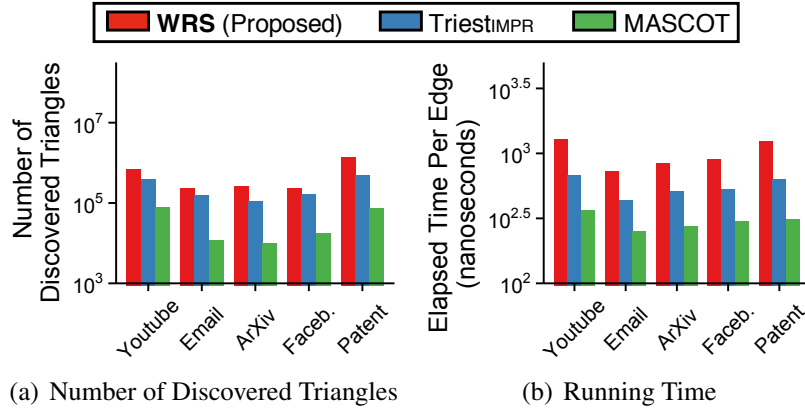 WRS (Proposed) TriestIMPR MASCOT
Number of
Discovered Triangles
10^7
10^5
10^3
Youtube Email ArXiv Faceb. Patent
Elapsed Time Per Edge
(nanoseconds)
10^3.5
10^3
10^2.5
10^2
Youtube Email ArXiv Faceb. Patent
(a) Number of Discovered Triangles
(b) Running Time